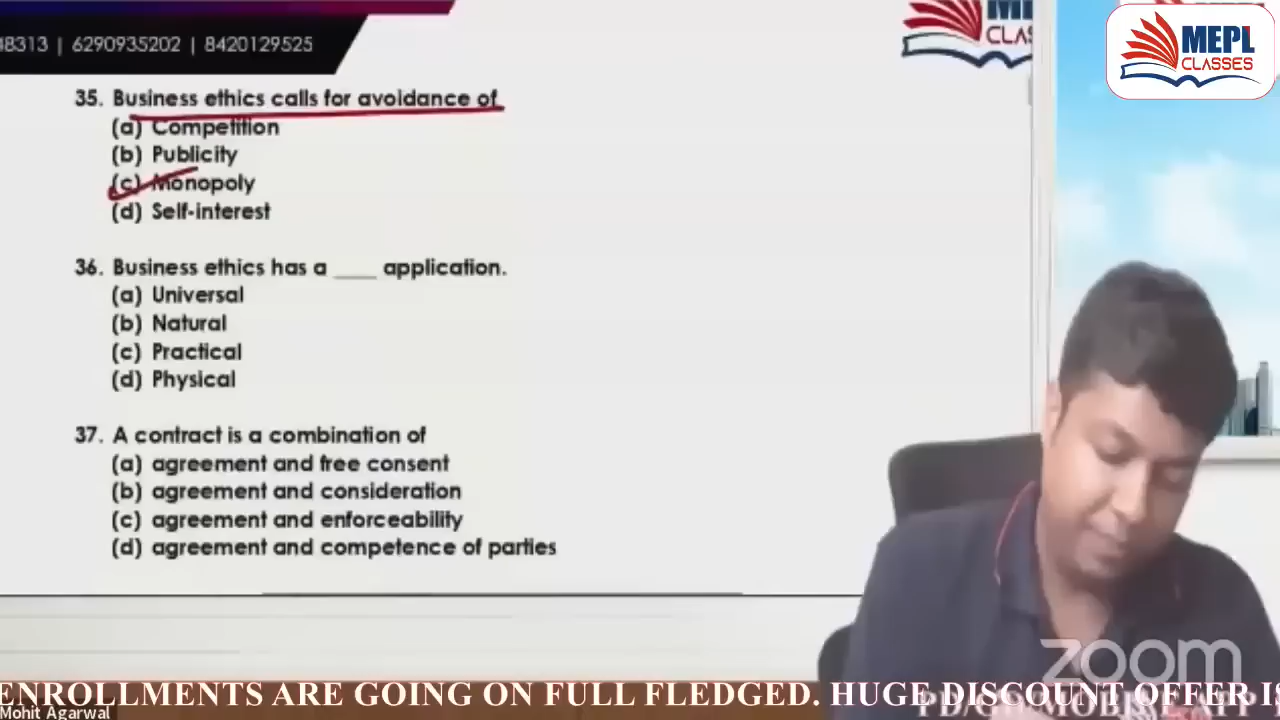 48313 | 6290935202 | 8420129525
MEPL
CLASSES
35. Business ethics calls for avoidance of
(a) Competition
(b) Publicity
(c) Monopoly
(d) Self-interest
36. Business ethics has a ____ application.
(a) Universal
(b) Natural
(c) Practical
(d) Physical
37. A contract is a combination of
(a) agreement and free consent
(b) agreement and consideration
(c) agreement and enforceability
(d) agreement and competence of parties
zoom
ENROLLMENTS ARE GOING ON FULL FLEDGED. HUGE DISCOUNT OFFER IS
Mohit Agarwal